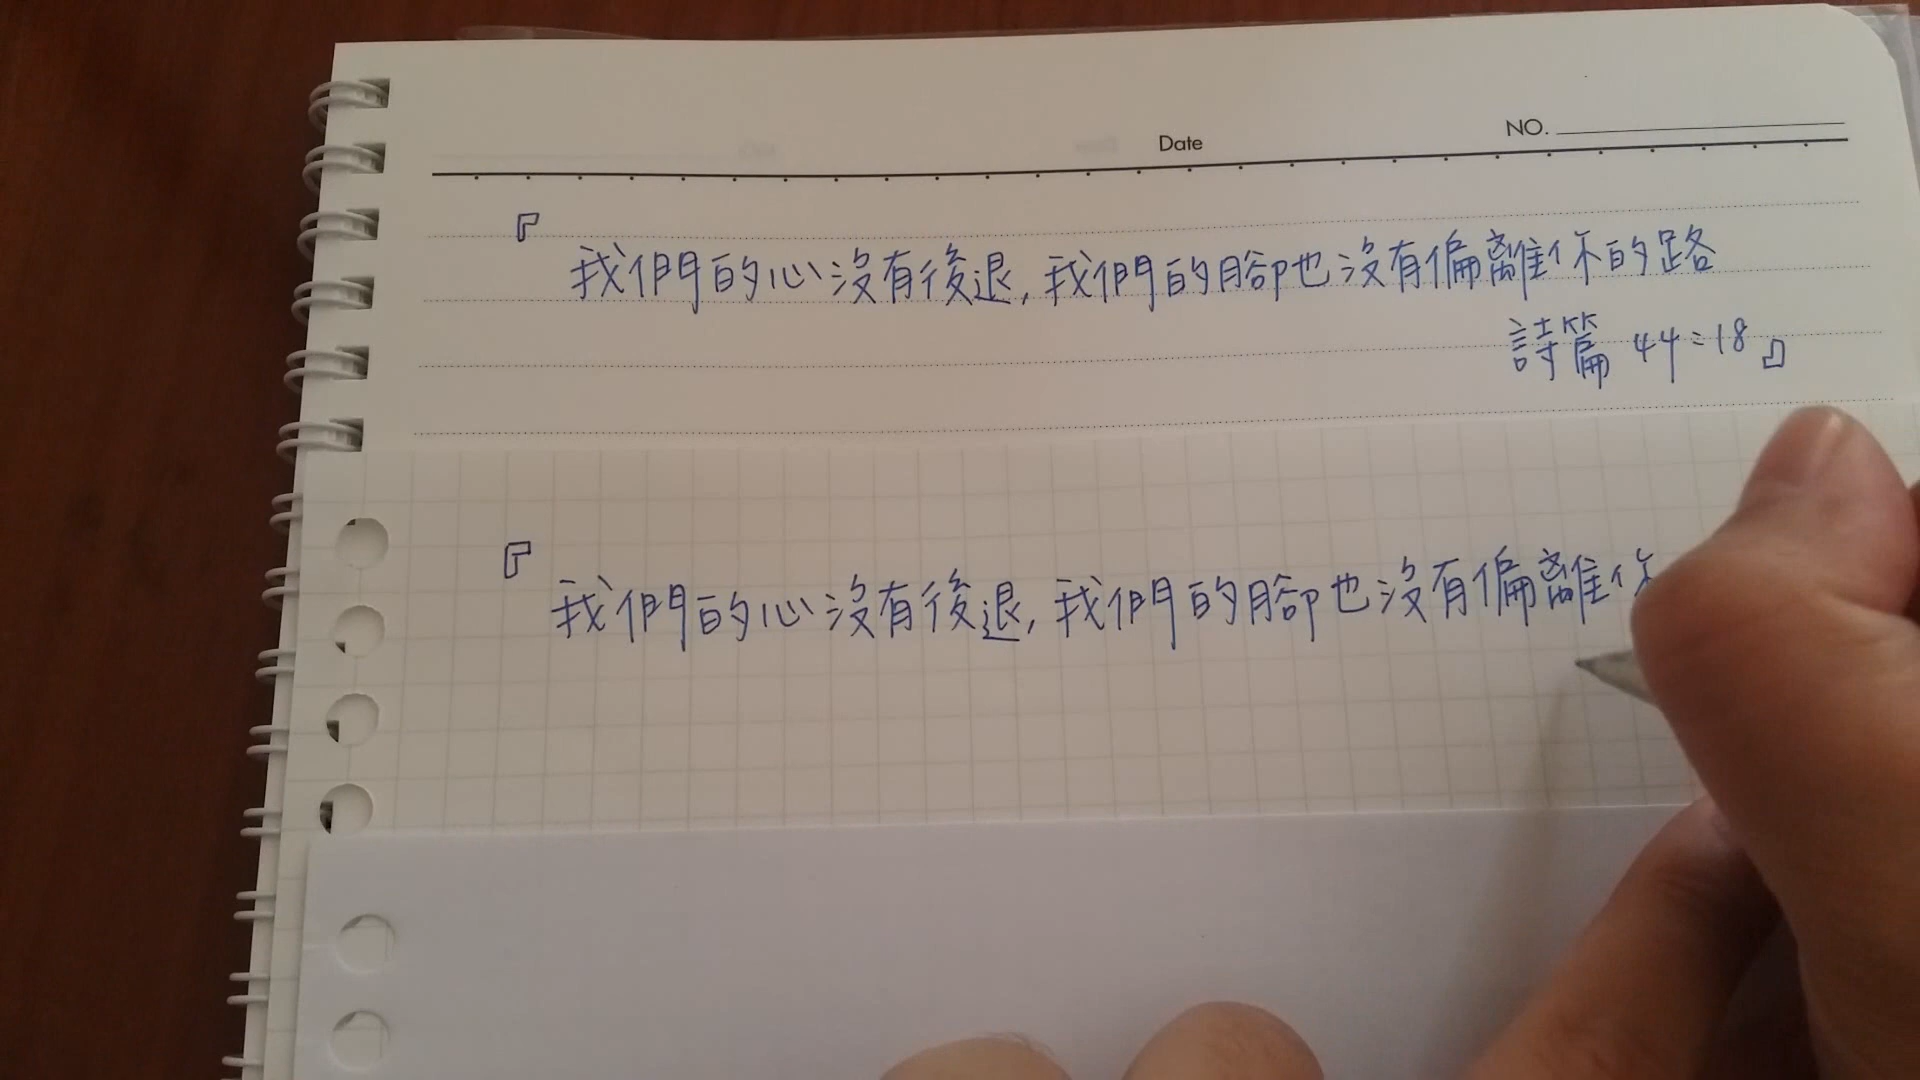 Date
NO.
『我們的心沒有後退,我們的腳也沒有偏離你的路
詩篇 44:18』
『我們的心沒有後退,我們的腳也沒有偏離你